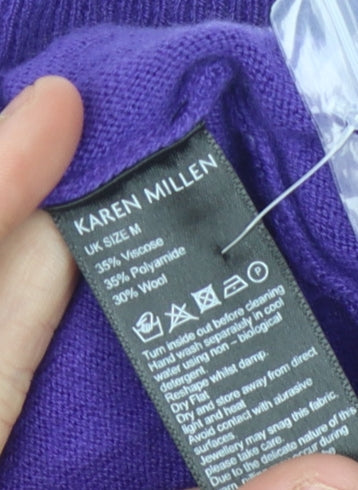 KAREN MILLEN
UK SIZE M
35% Viscose
35% Polyamide
30% Wool
P
Turn inside out before cleaning
Hand wash separately in cool
water using non – biological
detergent.
Reshape whilst damp.
Dry Flat
Dry and store away from direct
light and heat.
Avoid contact with abrasive
surfaces
Jewellery may snag this fabric.
please take care.
Due to the delicate nature of this
during